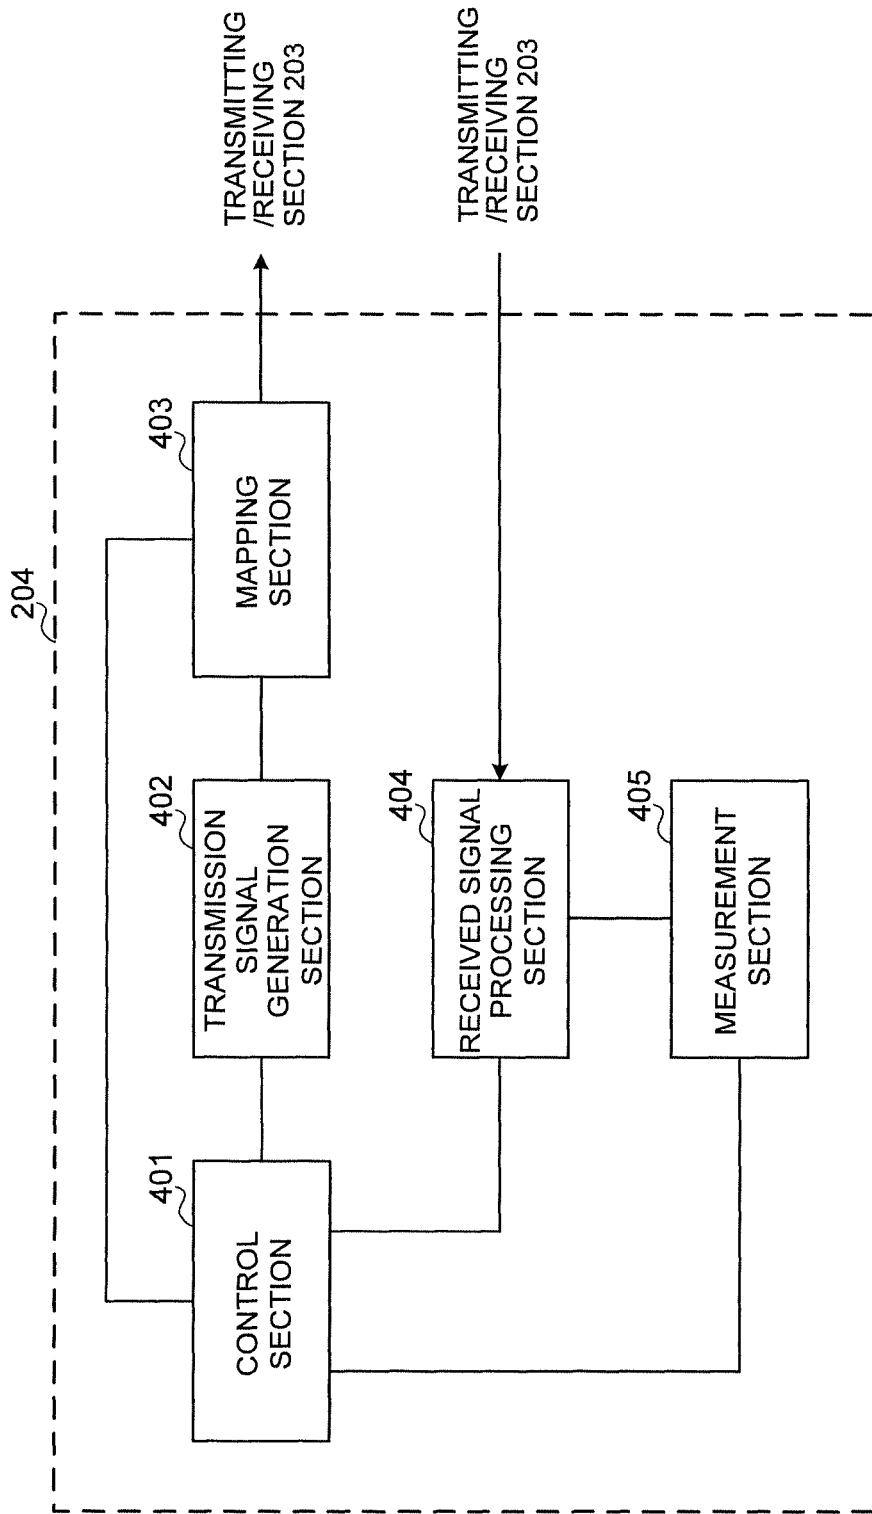 204
401
CONTROL
SECTION
402
TRANSMISSION
SIGNAL
GENERATION
SECTION
403
MAPPING
SECTION
TRANSMITTING
/RECEIVING
SECTION 203
404
RECEIVED SIGNAL
PROCESSING
SECTION
TRANSMITTING
/RECEIVING
SECTION 203
405
MEASUREMENT
SECTION